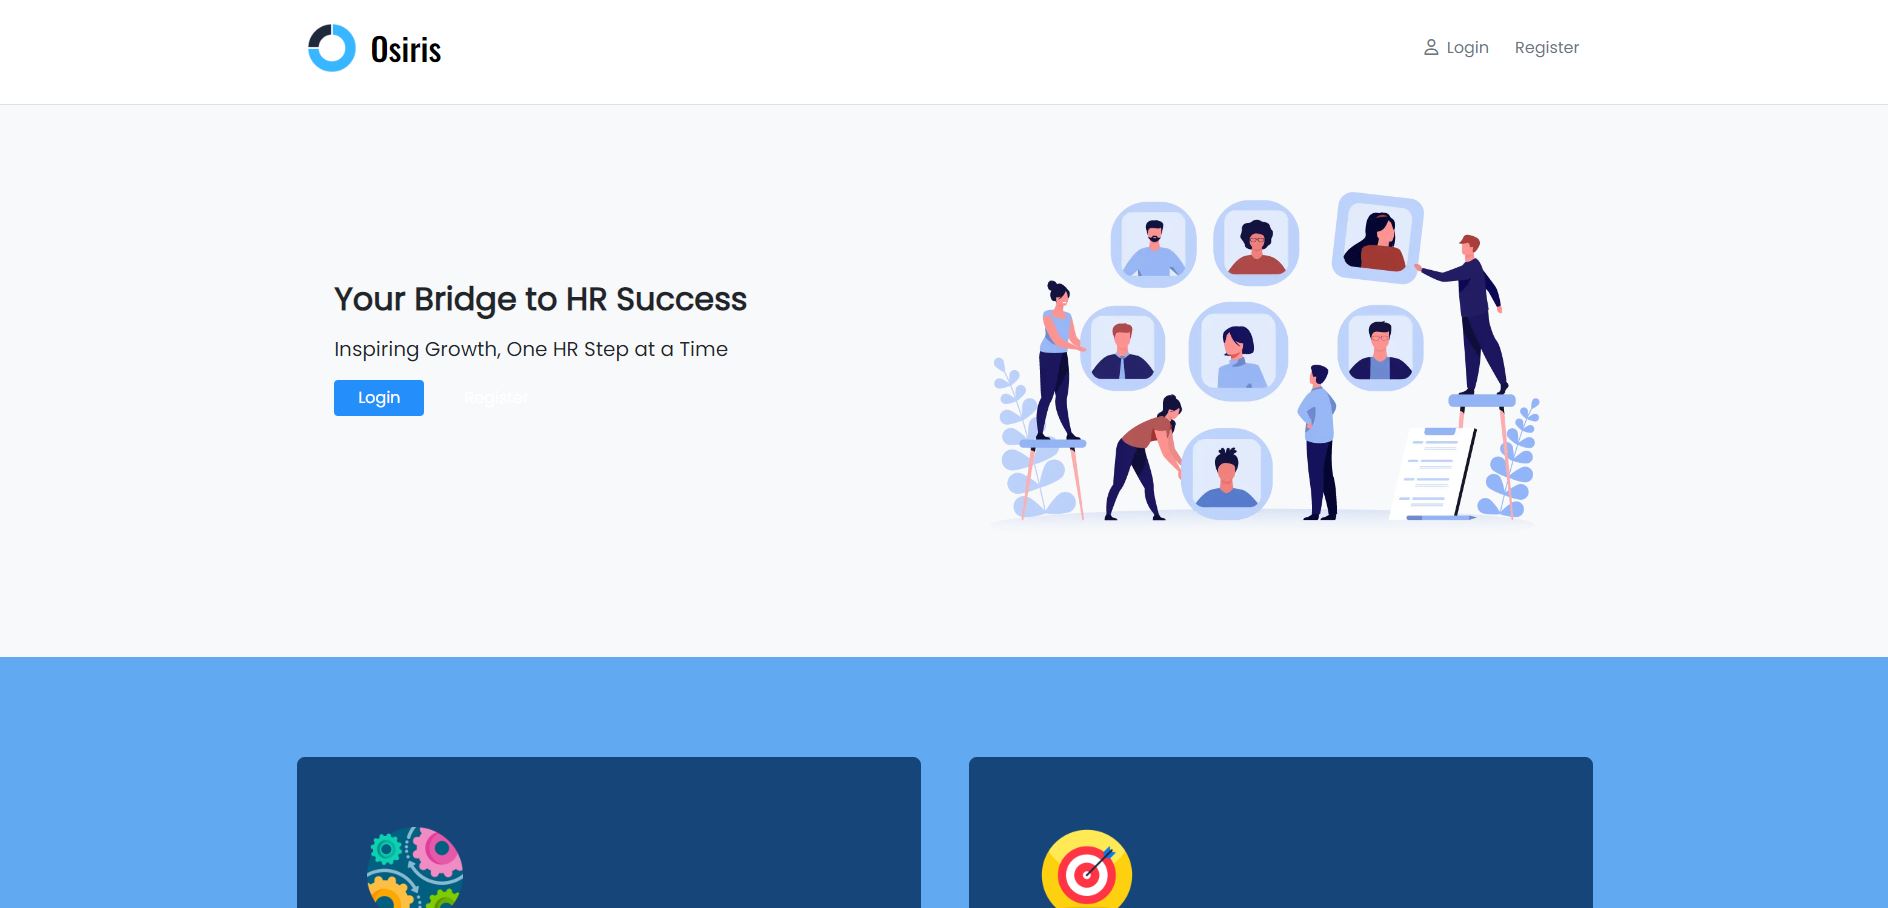 Osiris
Login Register
Your Bridge to HR Success
Inspiring Growth, One HR Step at a Time
Login Register